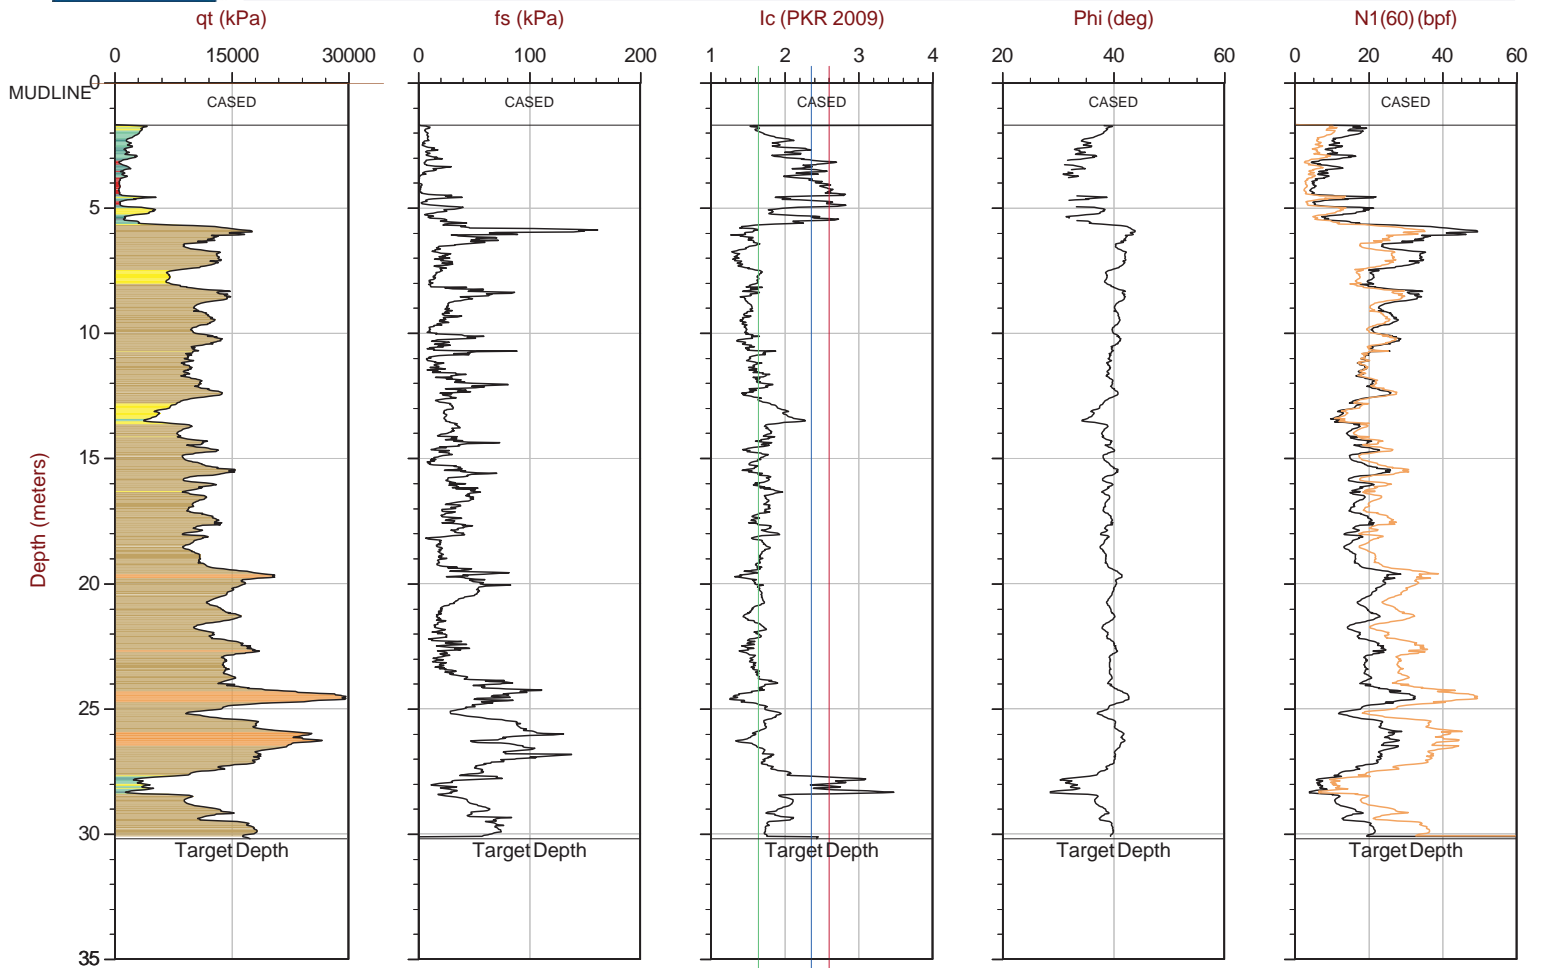 qt (kPa) fs (kPa) Ic (PKR 2009) Phi (deg) N1(60) (bpf)
0 15000 30000 0 100 200 1 2 3 4 20 40 60 0 20 40 60
0
MUDLINE
CASED CASED CASED CASED CASED
5
10
15
Depth (meters)
20
25
30
Target Depth Target Depth Target Depth Target Depth Target Depth
35